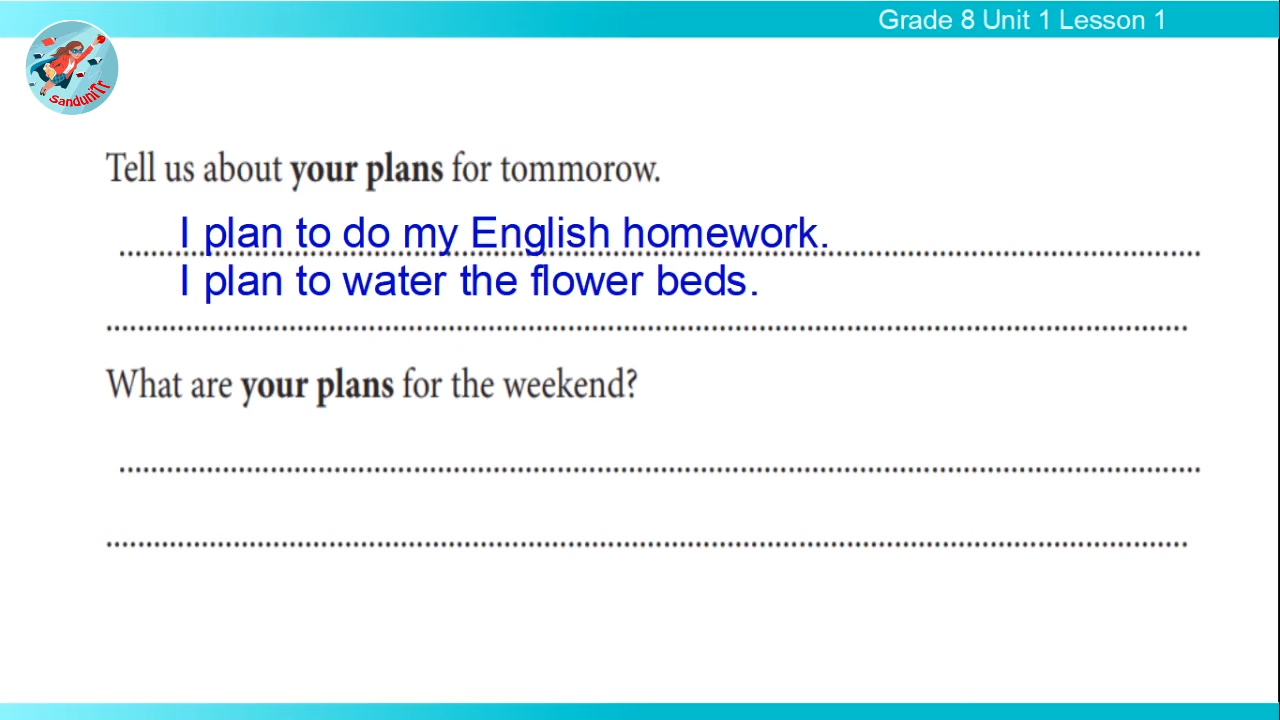 Grade 8 Unit 1 Lesson 1
SanduniTr
Tell us about your plans for tommorow.
I plan to do my English homework.
I plan to water the flower beds.
What are your plans for the weekend?